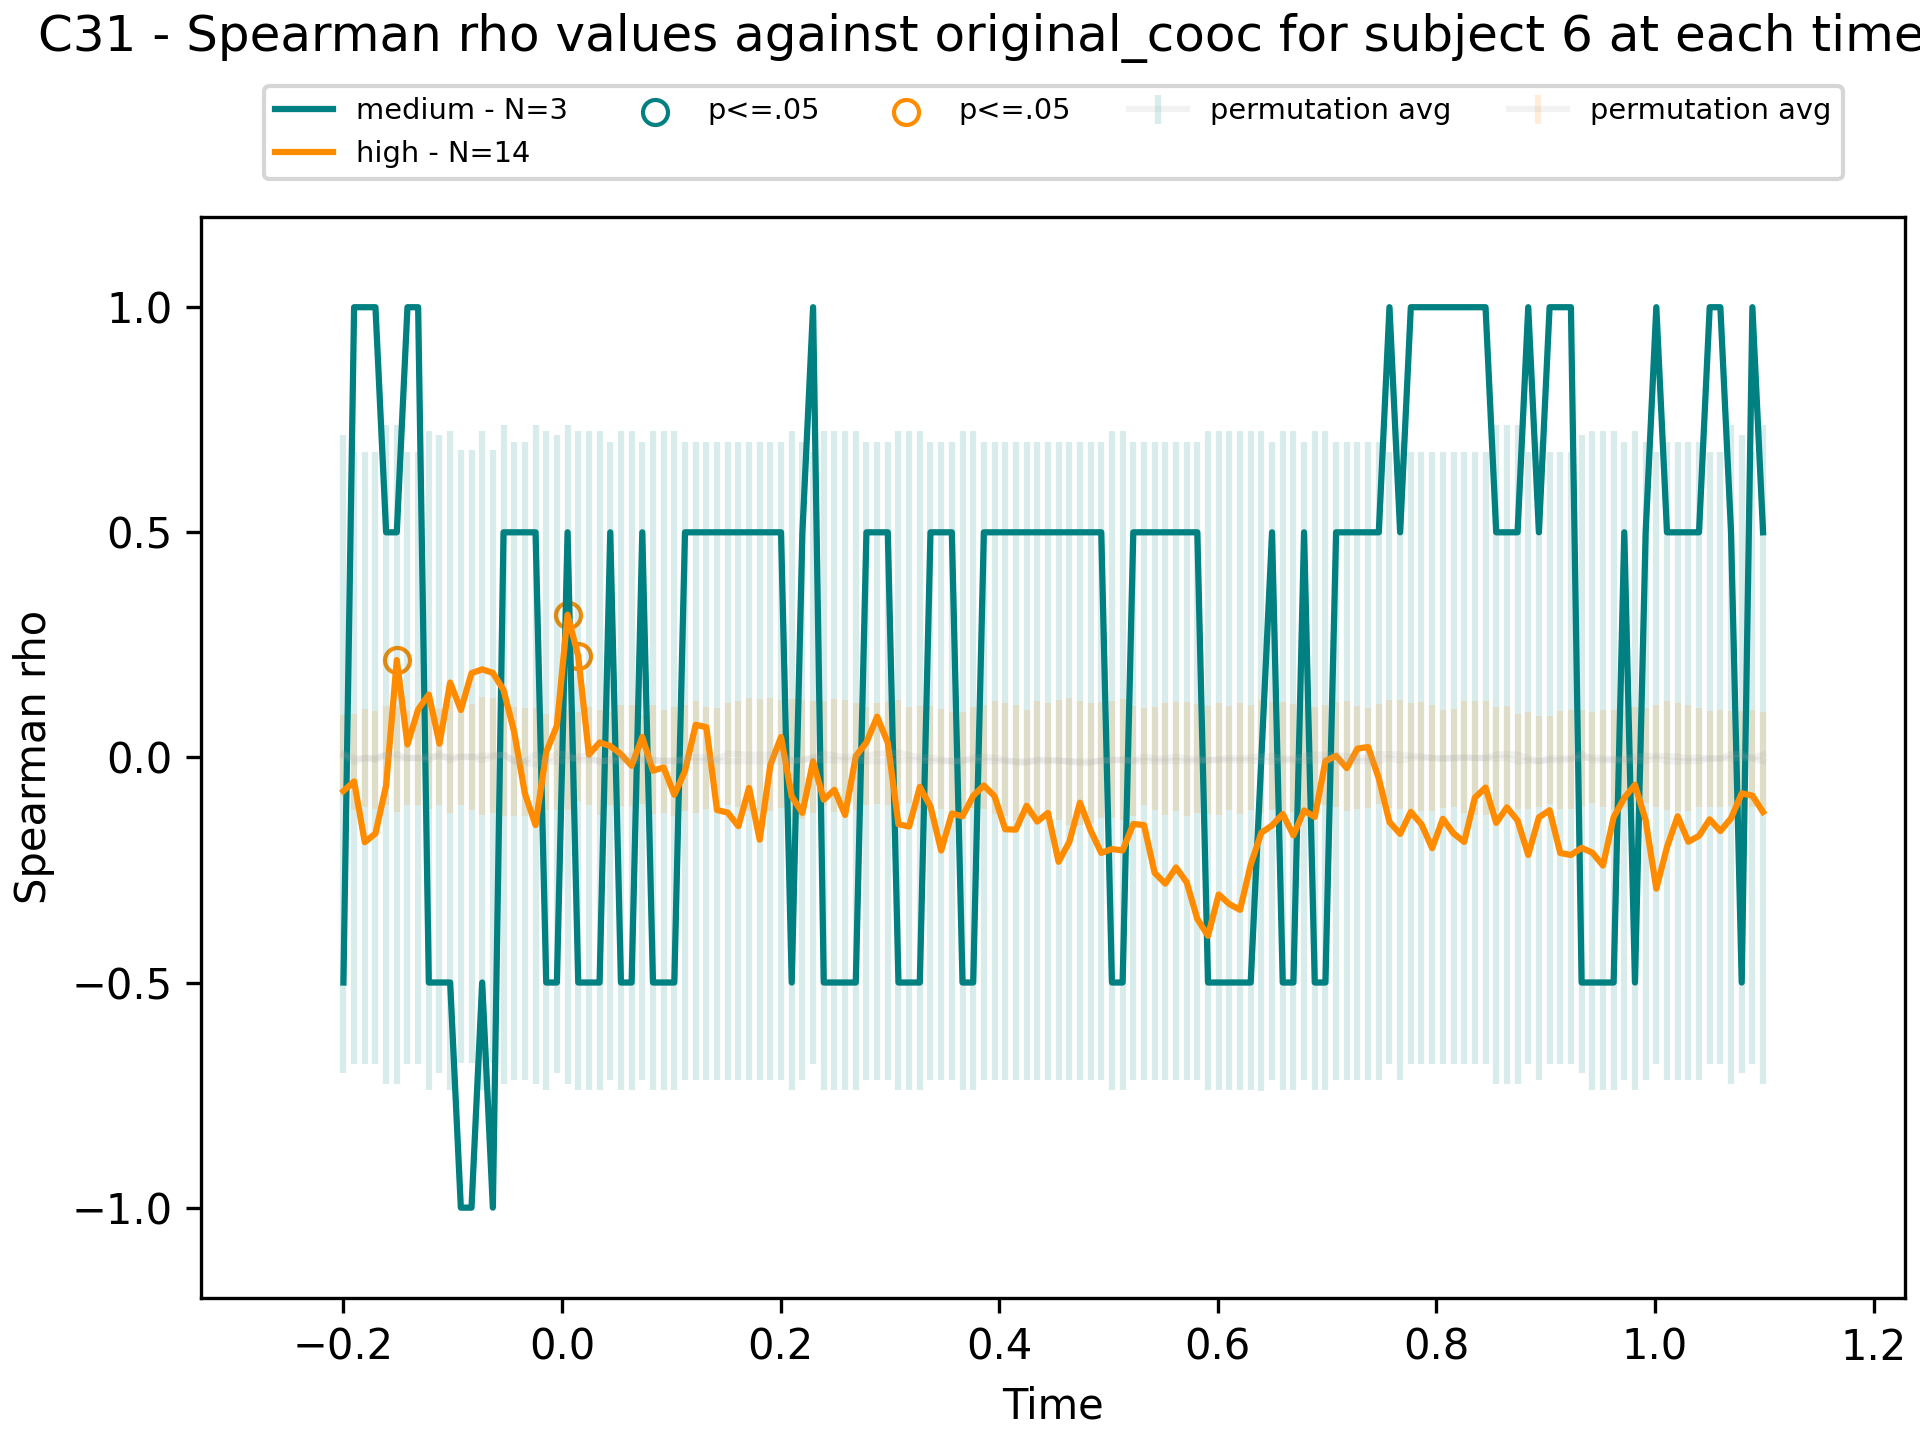 C31 - Spearman rho values against original_cooc for subject 6 at each time
medium - N=3 p<=.05 p<=.05 permutation avg permutation avg
high - N=14
1.0
0.5
0.0
−0.5
−1.0
Spearman rho
−0.2 0.0 0.2 0.4 0.6 0.8 1.0 1.2
Time